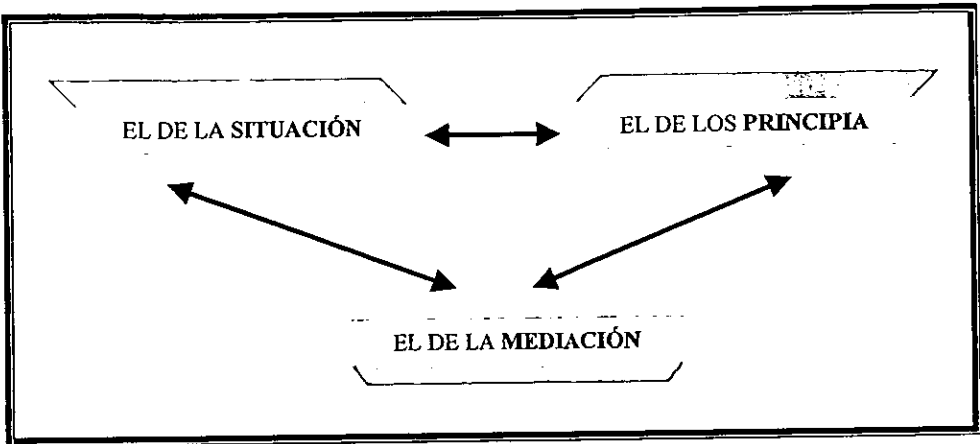 EL DE LA SITUACIÓN
EL DE LOS PRINCIPIA
EL DE LA MEDIACIÓN